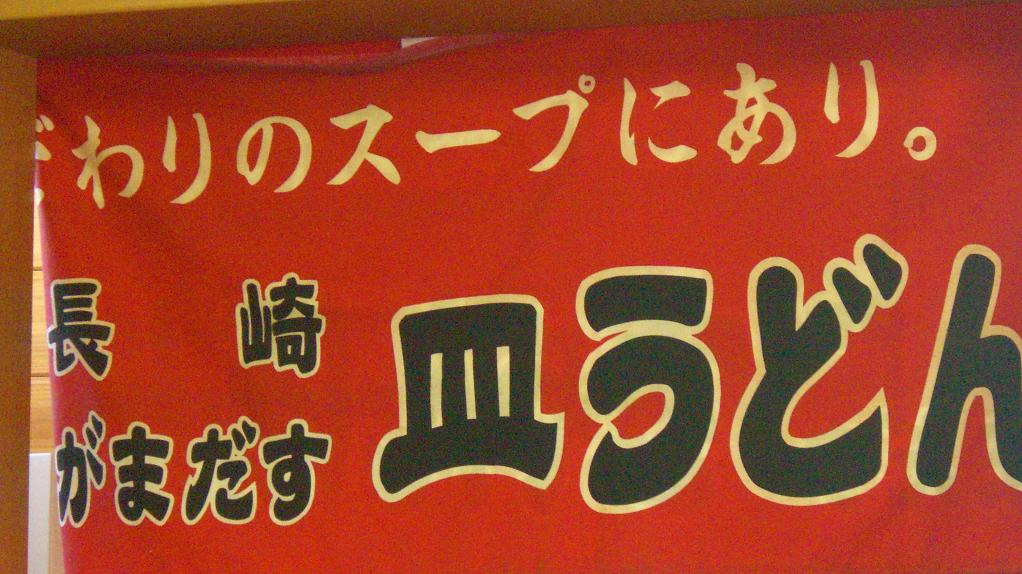 わりのスープにあり。
長崎
がまだす
皿うどん